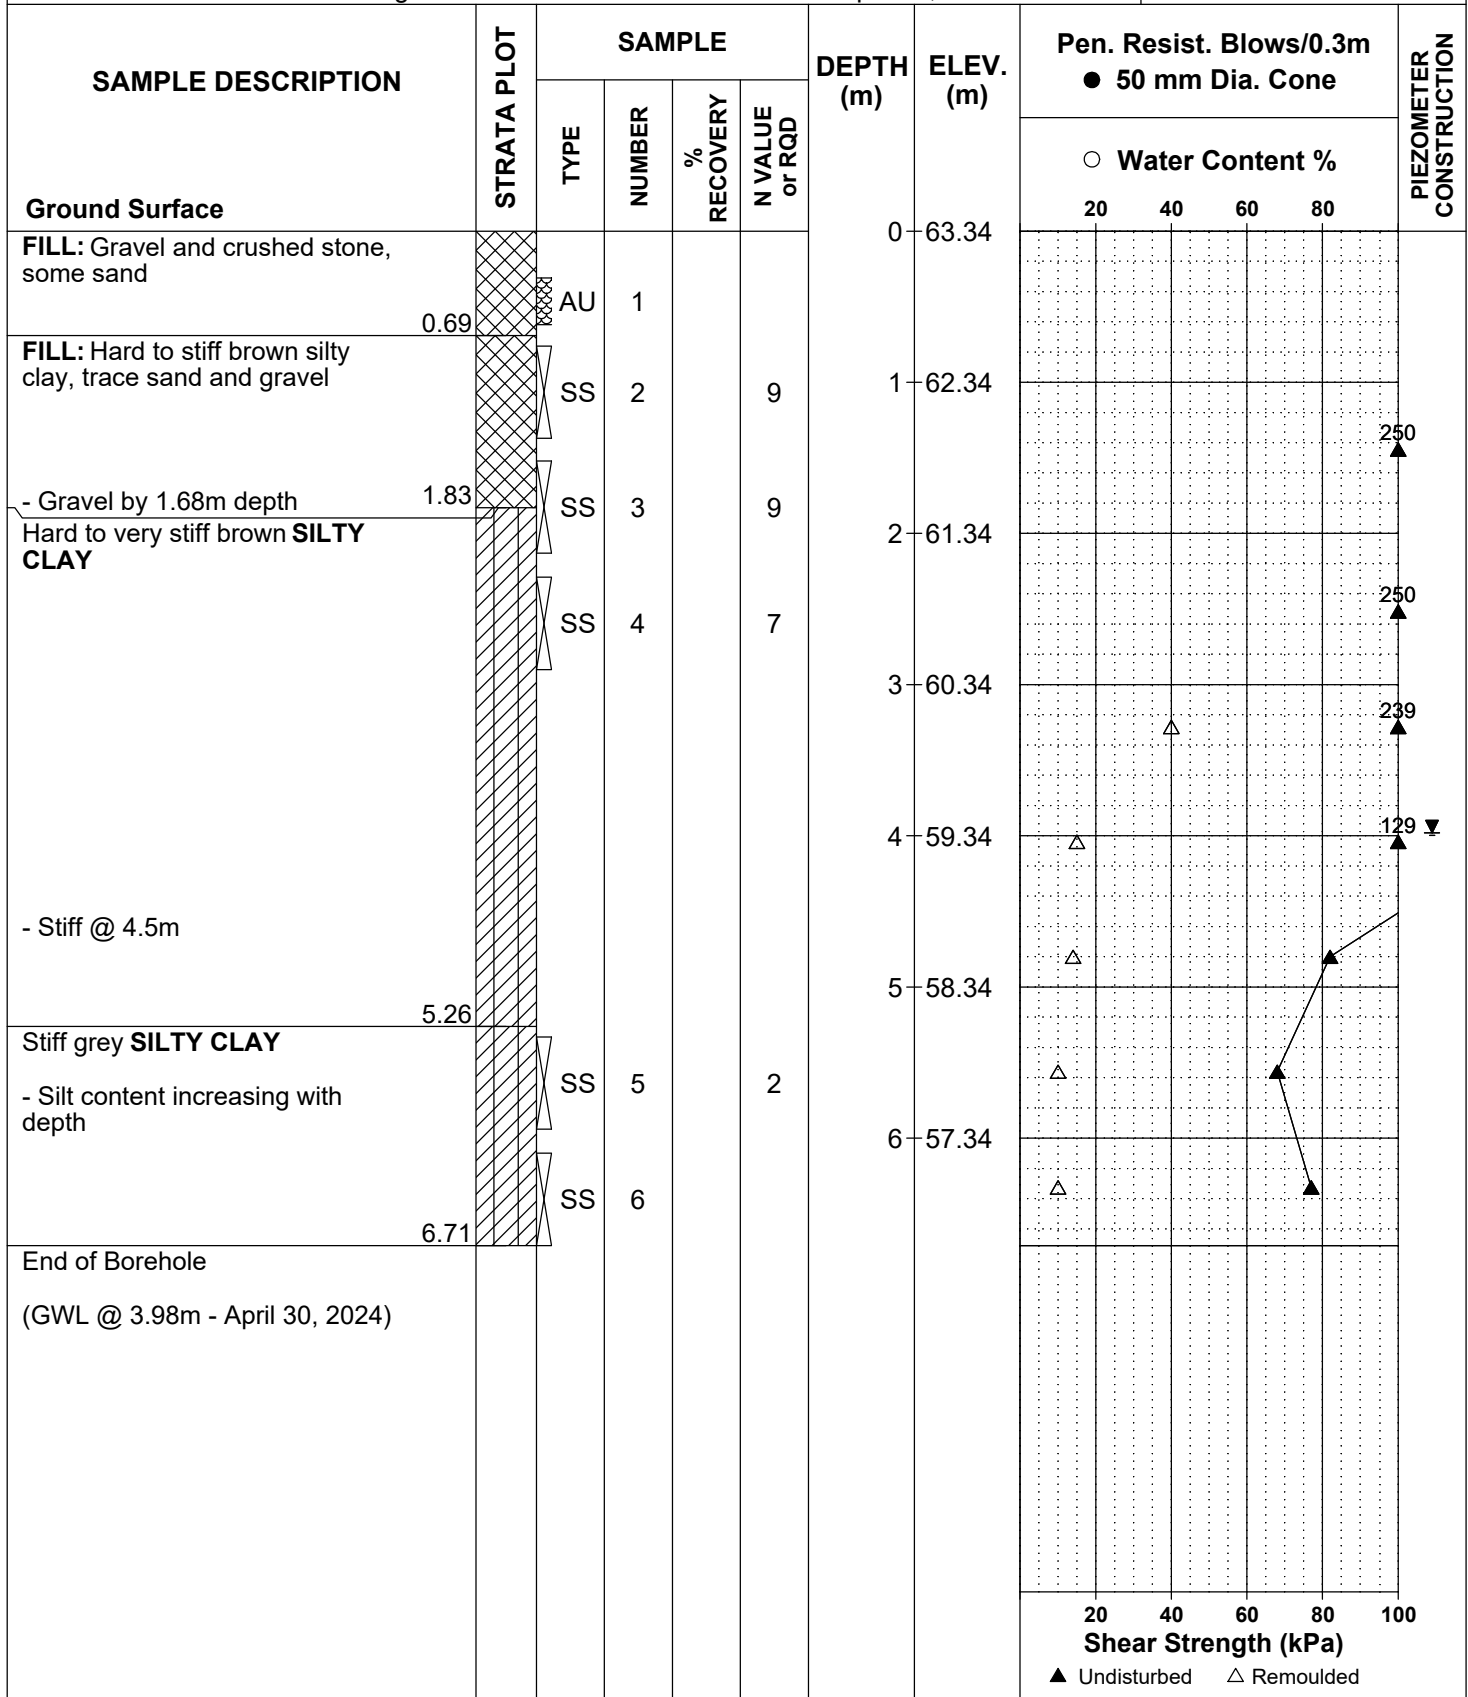 SAMPLE DESCRIPTION
STRATA PLOT
SAMPLE
TYPE
NUMBER
%
RECOVERY
N VALUE
or RQD
DEPTH
(m)
ELEV.
(m)
Pen. Resist. Blows/0.3m
● 50 mm Dia. Cone
○ Water Content %
20 40 60 80
PIEZOMETER
CONSTRUCTION
Ground Surface
0 63.34
FILL: Gravel and crushed stone,
some sand
AU 1
0.69
FILL: Hard to stiff brown silty
clay, trace sand and gravel
SS 2 9
1 62.34
250
- Gravel by 1.68m depth 1.83
SS 3 9
Hard to very stiff brown SILTY
CLAY
2 61.34
250
SS 4 7
3 60.34
239
129
4 59.34
- Stiff @ 4.5m
5 58.34
5.26
Stiff grey SILTY CLAY
- Silt content increasing with
depth
SS 5 2
6 57.34
SS 6
6.71
End of Borehole
(GWL @ 3.98m - April 30, 2024)
20 40 60 80 100
Shear Strength (kPa)
▲ Undisturbed △ Remoulded